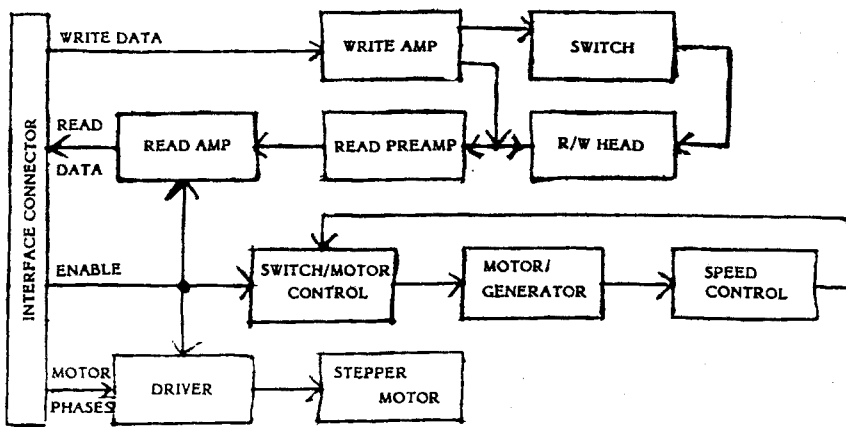 INTERFACE CONNECTOR
WRITE DATA
WRITE AMP
SWITCH
READ
DATA
READ AMP
READ PREAMP
R/W HEAD
ENABLE
SWITCH/MOTOR
CONTROL
MOTOR/
GENERATOR
SPEED
CONTROL
MOTOR
PHASES
DRIVER
STEPPER
MOTOR